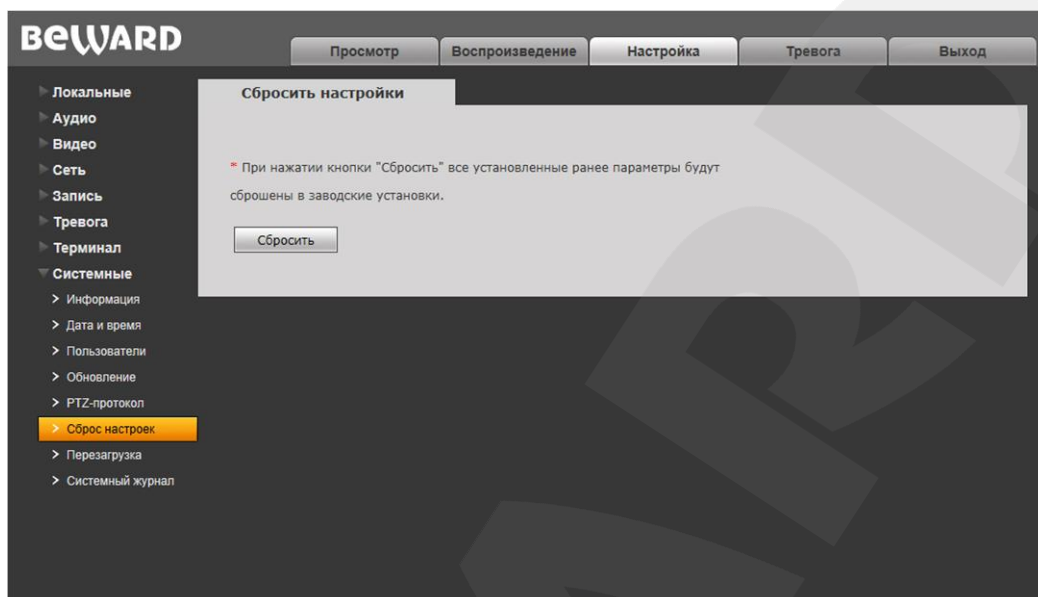 BEWARD
Просмотр
Воспроизведение
Настройка
Тревога
Выход
Локальные
Аудио
Видео
Сеть
Запись
Тревога
Терминал
Системные
Информация
Дата и время
Пользователи
Обновление
PTZ-протокол
Сброс настроек
Перезагрузка
Системный журнал
Сбросить настройки
* При нажатии кнопки "Сбросить" все установленные ранее параметры будут
сброшены в заводские установки.
Сбросить